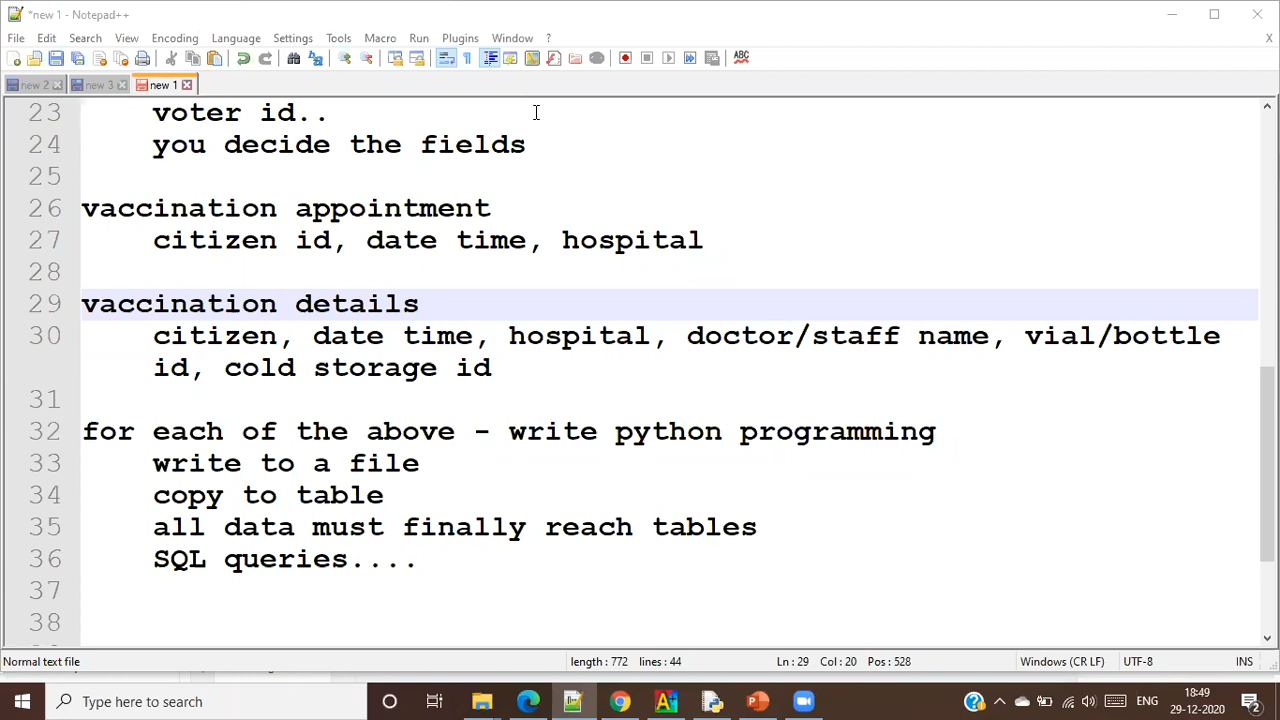 *new 1 - Notepad++
File Edit Search View Encoding Language Settings Tools Macro Run Plugins Window ? X
new 2 new 3 new 1
23 voter id..
24 you decide the fields
25
26 vaccination appointment
27 citizen id, date time, hospital
28
29 vaccination details
30 citizen, date time, hospital, doctor/staff name, vial/bottle
id, cold storage id
31
32 for each of the above - write python programming
33 write to a file
34 copy to table
35 all data must finally reach tables
36 SQL queries....
37
38
Normal text file length : 772 lines : 44 Ln : 29 Col : 20 Pos : 528 Windows (CR LF) UTF-8 INS
Type here to search ENG 18:49
29-12-2020 2